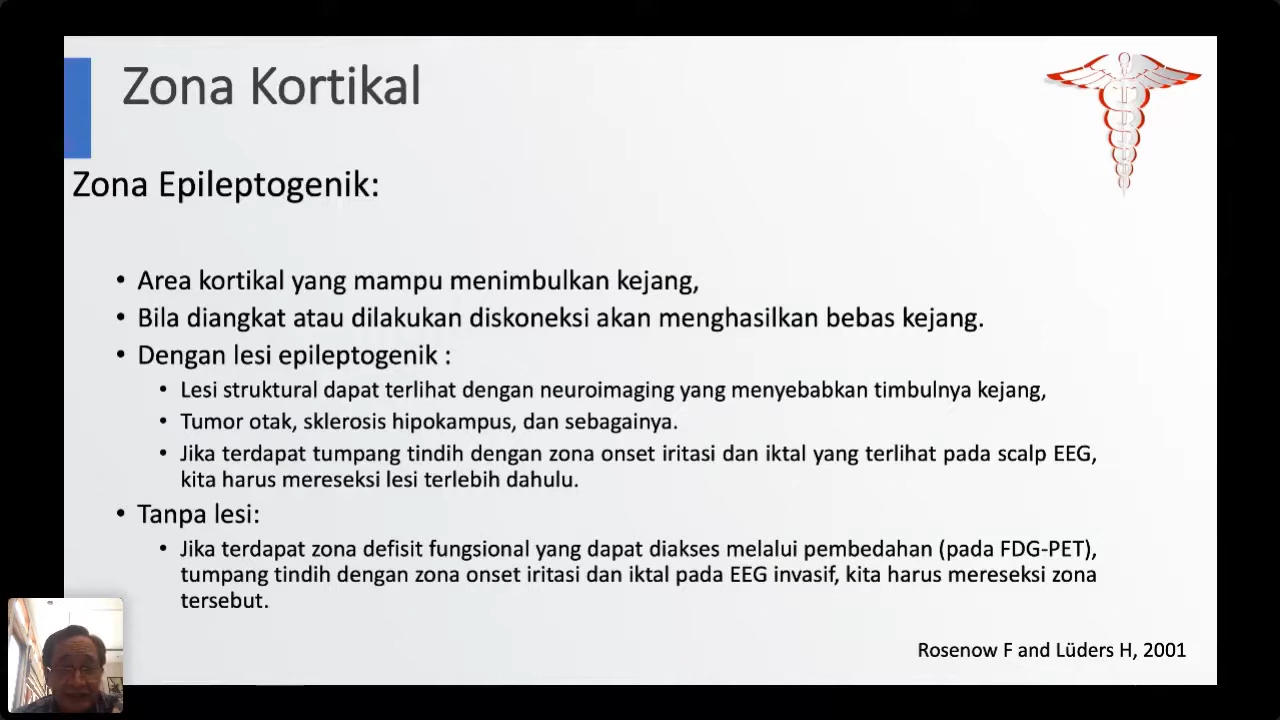 Zona Kortikal
Zona Epileptogenik:
• Area kortikal yang mampu menimbulkan kejang,
• Bila diangkat atau dilakukan diskoneksi akan menghasilkan bebas kejang.
• Dengan lesi epileptogenik :
• Lesi struktural dapat terlihat dengan neuroimaging yang menyebabkan timbulnya kejang,
• Tumor otak, sklerosis hipokampus, dan sebagainya.
• Jika terdapat tumpang tindih dengan zona onset iritasi dan iktal yang terlihat pada scalp EEG,
kita harus mereseksi lesi terlebih dahulu.
• Tanpa lesi:
• Jika terdapat zona defisit fungsional yang dapat diakses melalui pembedahan (pada FDG-PET),
tumpang tindih dengan zona onset iritasi dan iktal pada EEG invasif, kita harus mereseksi zona
tersebut.
Rosenow F and Lüders H, 2001